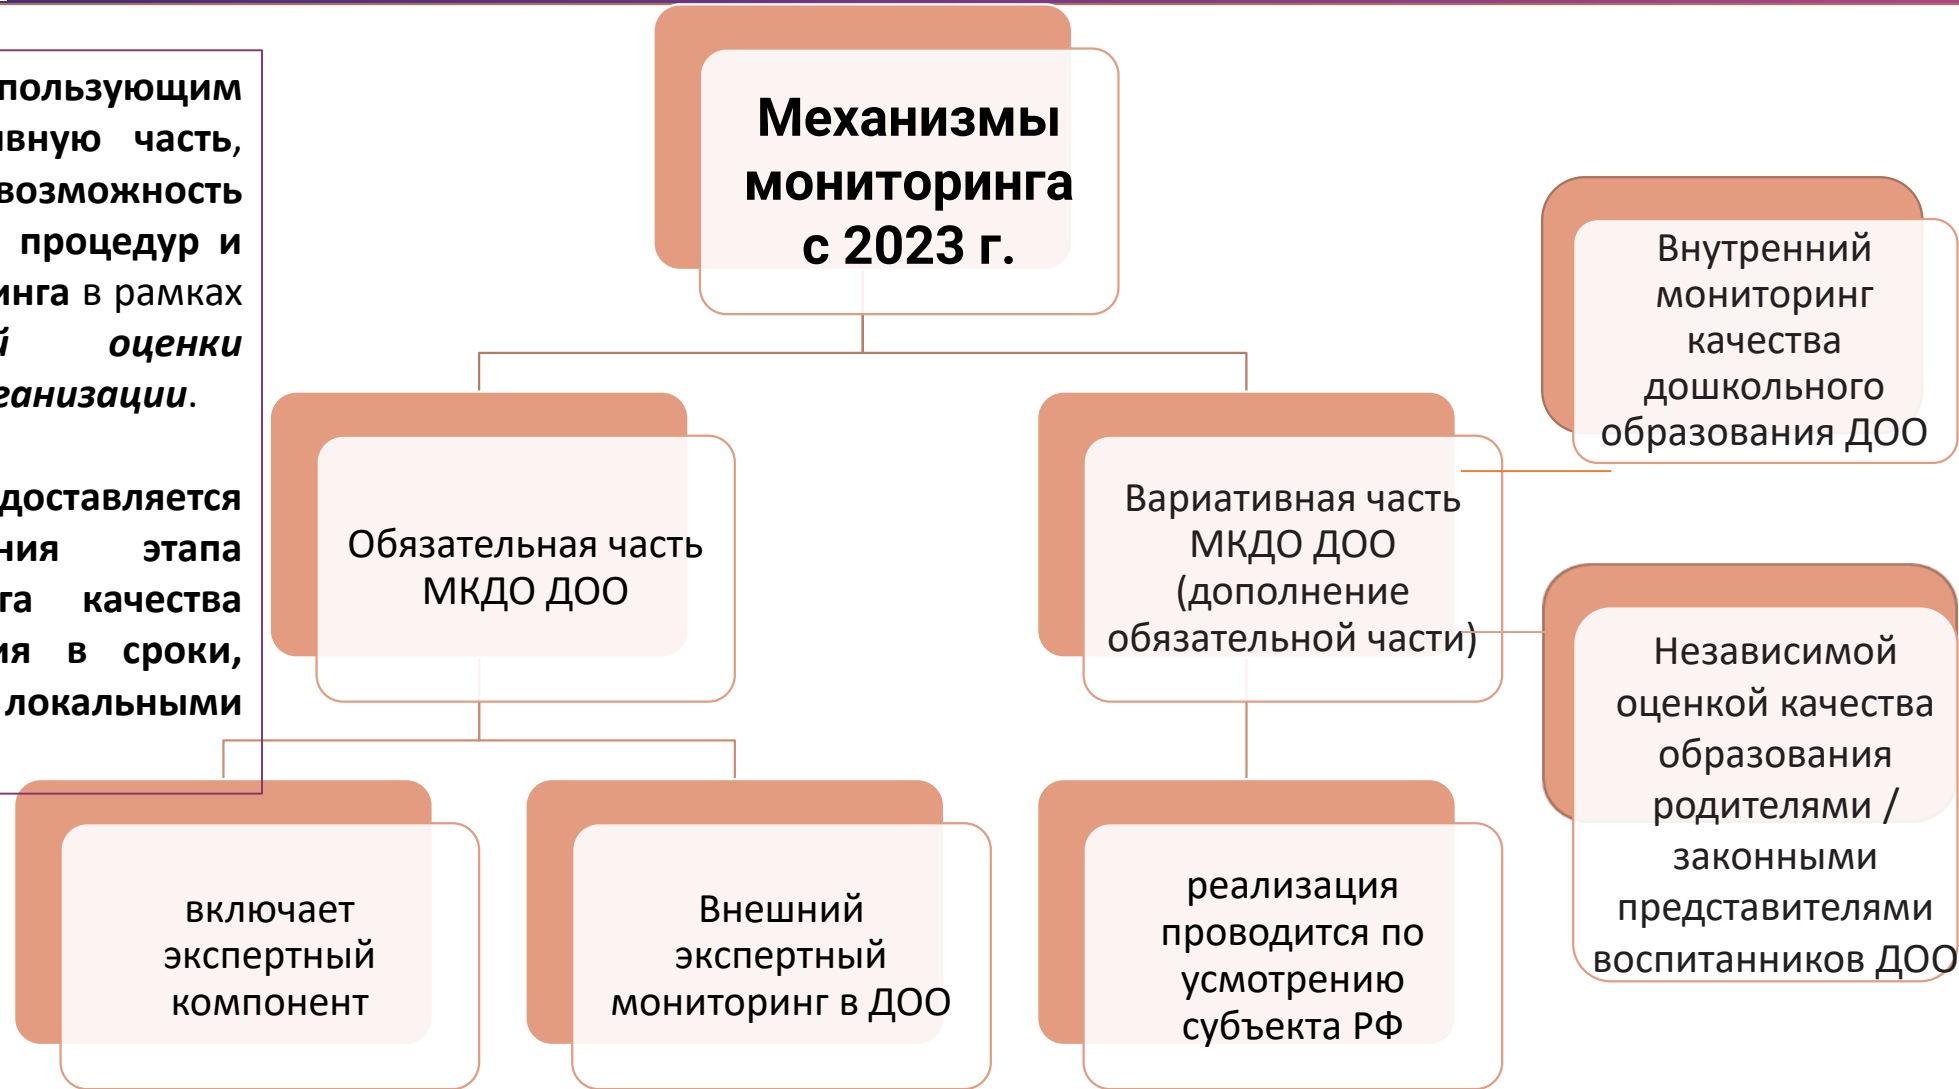 пользующим
ивную часть,
возможность
процедур и
инга в рамках
й оценки
ганизации.
доставляется
ния этапа
га качества
ия в сроки,
локальными
Механизмы
мониторинга
с 2023 г.
Обязательная часть
МКДО ДОО
включает
экспертный
компонент
Внешний
экспертный
мониторинг в ДОО
Вариативная часть
МКДО ДОО
(дополнение
обязательной части)
реализация
проводится по
усмотрению
субъекта РФ
Внутренний
мониторинг
качества
дошкольного
образования ДОО
Независимой
оценкой качества
образования
родителями /
законными
представителями
воспитанников ДОО